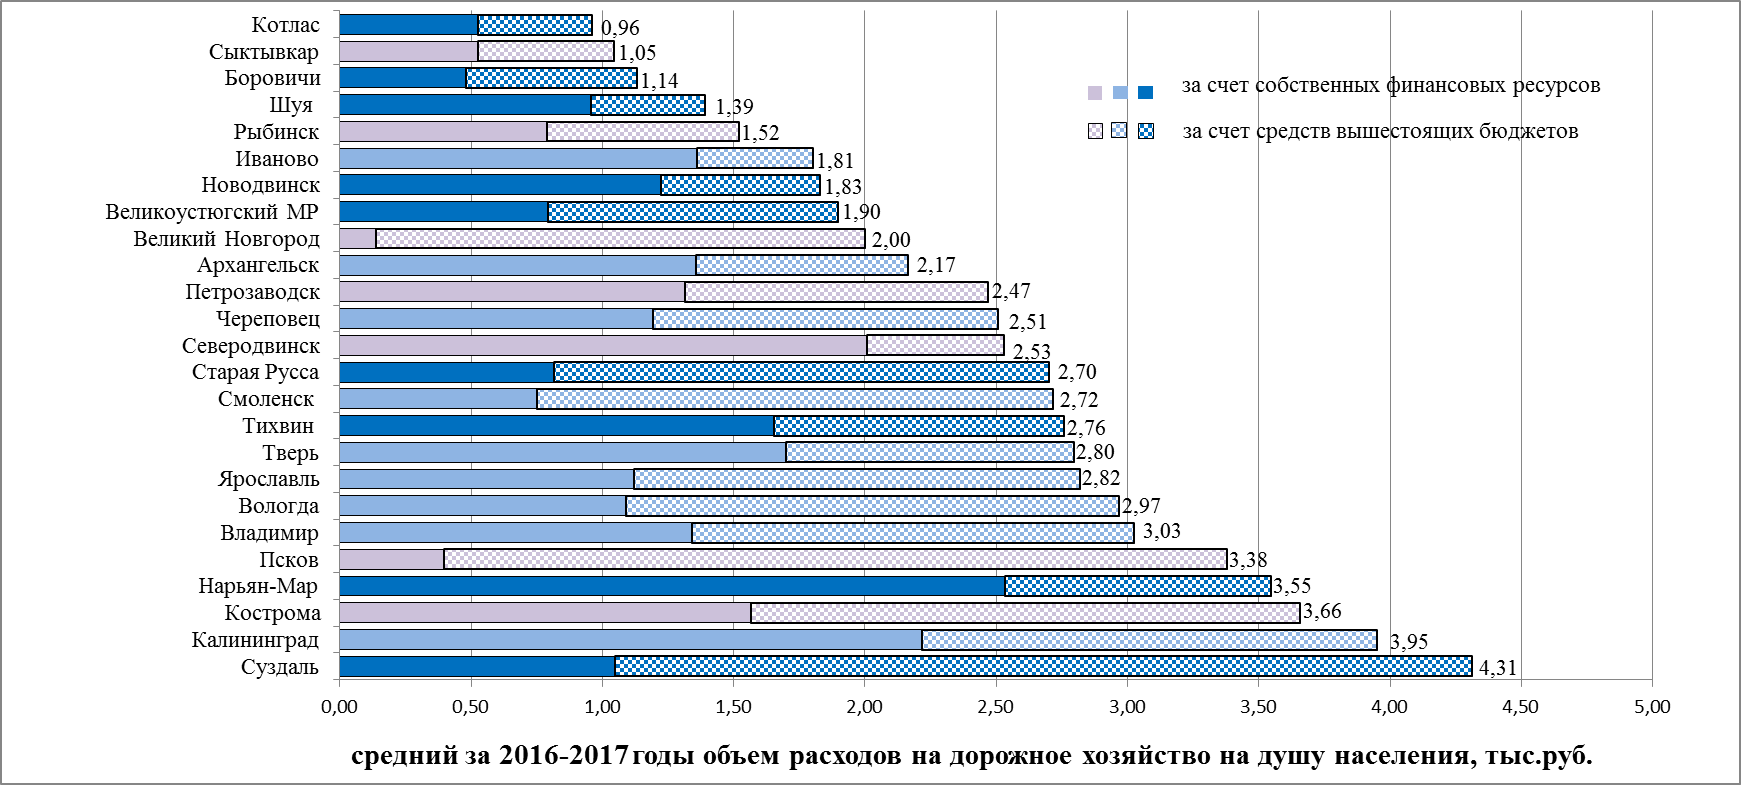 Котлас 0,96
Сыктывкар 1,05
Боровичи 1,14
за счет собственных финансовых ресурсов
Шуя 1,39
Рыбинск 1,52
за счет средств вышестоящих бюджетов
Иваново 1,81
Новодвинск 1,83
Великоустюгский МР 1,90
Великий Новгород 2,00
Архангельск 2,17
Петрозаводск 2,47
Череповец 2,51
Северодвинск 2,53
Старая Русса 2,70
Смоленск 2,72
Тихвин 2,76
Тверь 2,80
Ярославль 2,82
Вологда 2,97
Владимир 3,03
Псков 3,38
Нарьян-Мар 3,55
Кострома 3,66
Калининград 3,95
Суздаль 4,31
0,00 0,50 1,00 1,50 2,00 2,50 3,00 3,50 4,00 4,50 5,00
средний за 2016-2017 годы объем расходов на дорожное хозяйство на душу населения, тыс.руб.